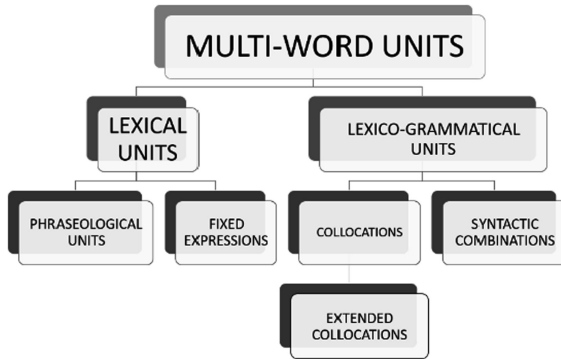 MULTI-WORD UNITS
LEXICAL
UNITS
LEXICO-GRAMMATICAL
UNITS
PHRASEOLOGICAL
UNITS
FIXED
EXPRESSIONS
COLLOCATIONS
SYNTACTIC
COMBINATIONS
EXTENDED
COLLOCATIONS